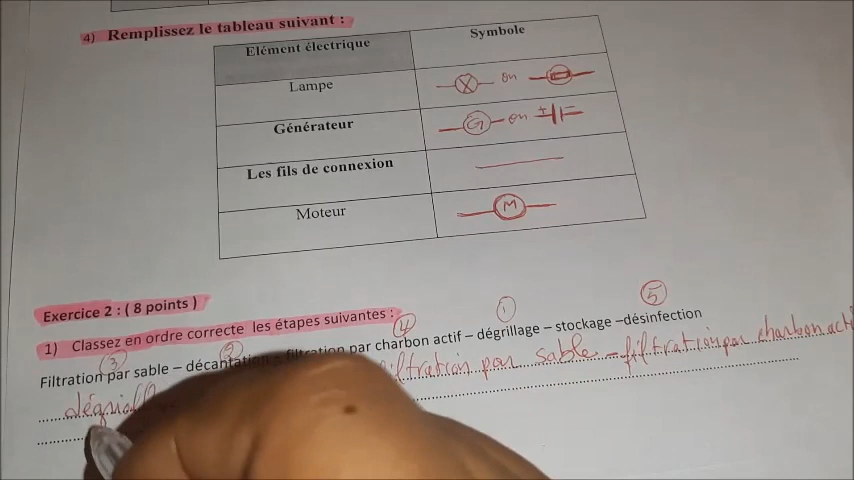 4) Remplissez le tableau suivant :
Elément électrique Symbole
Lampe X ou
Générateur G ou + -
Les fils de connexion
Moteur M
Exercice 2 : ( 8 points )
1) Classez en ordre correcte les étapes suivantes :
3 2 4 1 5
Filtration par sable – décantation – filtration par charbon actif – dégrillage – stockage –désinfection
filtration par sable - filtration par charbon acti